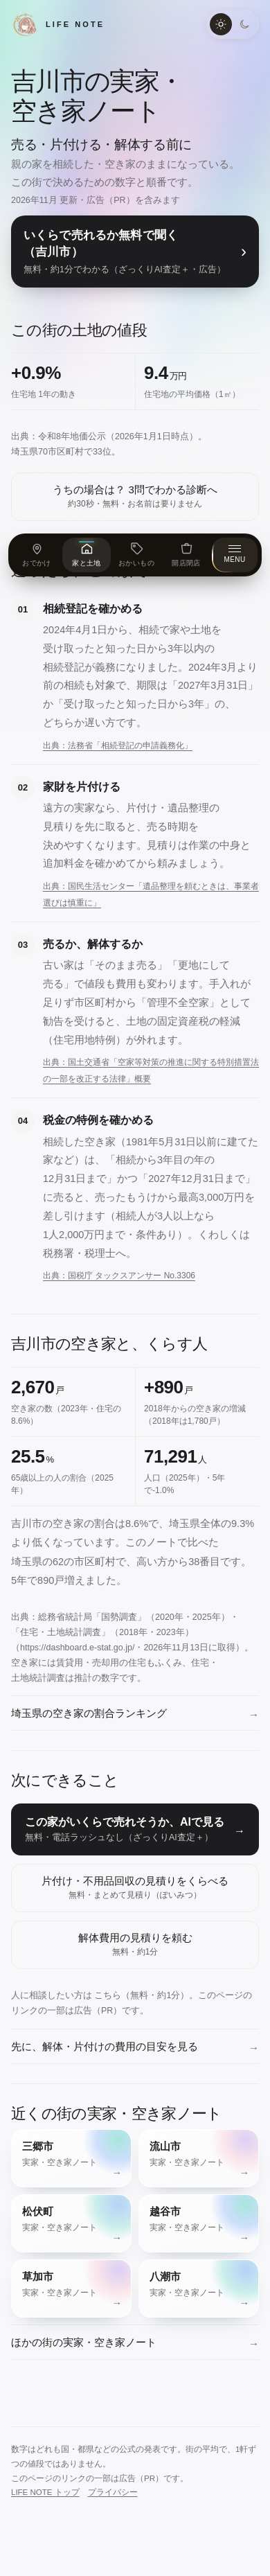 LIFE NOTE
吉川市の実家・
空き家ノート
売る・片付ける・解体する前に
親の家を相続した・空き家のままになっている。
この街で決めるための数字と順番です。
2026年11月 更新・広告（PR）を含みます
いくらで売れるか無料で聞く
（吉川市）
›
無料・約1分でわかる（ざっくりAI査定＋・広告）
この街の土地の値段
+0.9%
住宅地 1年の動き
9.4万円
住宅地の平均価格（1㎡）
出典：令和8年地価公示（2026年1月1日時点）。
埼玉県70市区町村で33位。
うちの場合は？ 3問でわかる診断へ
約30秒・無料・お名前は要りません
おでかけ
家と土地
おかいもの
開店閉店
MENU
01
相続登記を確かめる
2024年4月1日から、相続で家や土地を
受け取ったと知った日から3年以内の
相続登記が義務になりました。2024年3月より
前の相続も対象で、期限は「2027年3月31日」
か「受け取ったと知った日から3年」の、
どちらか遅い方です。
出典：法務省「相続登記の申請義務化」
02
家財を片付ける
遠方の実家なら、片付け・遺品整理の
見積りを先に取ると、売る時期を
決めやすくなります。見積りは作業の中身と
追加料金を確かめてから頼みましょう。
出典：国民生活センター「遺品整理を頼むときは、事業者
選びは慎重に」
03
売るか、解体するか
古い家は「そのまま売る」「更地にして
売る」で値段も費用も変わります。手入れが
足りず市区町村から「管理不全空家」として
勧告を受けると、土地の固定資産税の軽減
（住宅用地特例）が外れます。
出典：国土交通省「空家等対策の推進に関する特別措置法
の一部を改正する法律」概要
04
税金の特例を確かめる
相続した空き家（1981年5月31日以前に建てた
家など）は、「相続から3年目の年の
12月31日まで」かつ「2027年12月31日まで」
に売ると、売ったもうけから最高3,000万円を
差し引けます（相続人が3人以上なら
1人2,000万円まで・条件あり）。くわしくは
税務署・税理士へ。
出典：国税庁 タックスアンサー No.3306
吉川市の空き家と、くらす人
2,670戸
空き家の数（2023年・住宅の
8.6%）
+890戸
2018年からの空き家の増減
（2018年は1,780戸）
25.5%
65歳以上の人の割合（2025
年）
71,291人
人口（2025年）・5年
で-1.0%
吉川市の空き家の割合は8.6%で、埼玉県全体の9.3%
より低くなっています。このノートで比べた
埼玉県の62の市区町村で、高い方から38番目です。
5年で890戸増えました。
出典：総務省統計局「国勢調査」（2020年・2025年）・
「住宅・土地統計調査」（2018年・2023年）
（https://dashboard.e-stat.go.jp/・2026年11月13日に取得）。
空き家には賃貸用・売却用の住宅もふくみ、住宅・
土地統計調査は推計の数字です。
埼玉県の空き家の割合ランキング →
次にできること
この家がいくらで売れそうか、AIで見る
無料・電話ラッシュなし（ざっくりAI査定＋）
→
片付け・不用品回収の見積りをくらべる
無料・まとめて見積り（ぽいみつ）
解体費用の見積りを頼む
無料・約1分
人に相談したい方は こちら（無料・約1分）。このページの
リンクの一部は広告（PR）です。
先に、解体・片付けの費用の目安を見る →
近くの街の実家・空き家ノート
三郷市
実家・空き家ノート
→
流山市
実家・空き家ノート
→
松伏町
実家・空き家ノート
→
越谷市
実家・空き家ノート
→
草加市
実家・空き家ノート
→
八潮市
実家・空き家ノート
→
ほかの街の実家・空き家ノート →
数字はどれも国・都県などの公式の発表です。街の平均で、1軒ず
つの値段ではありません。
このページのリンクの一部は広告（PR）です。
LIFE NOTE トップ プライバシー